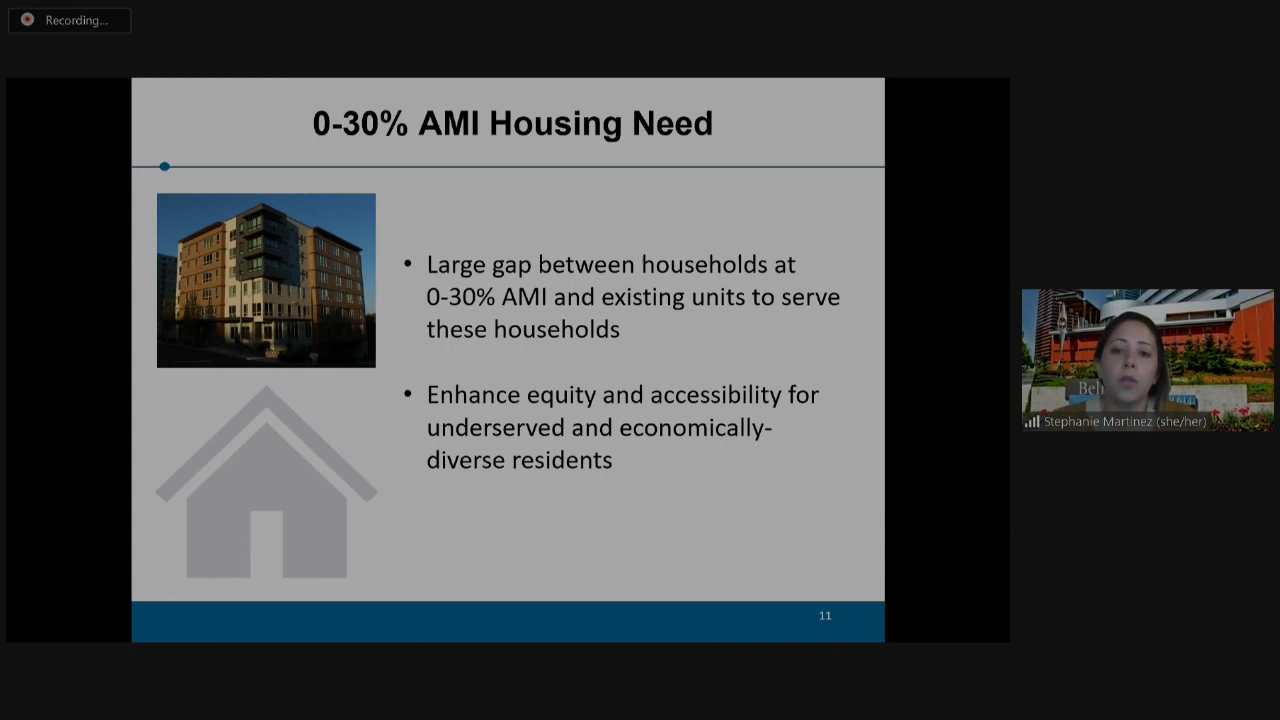 Recording...
0-30% AMI Housing Need
• Large gap between households at
0-30% AMI and existing units to serve
these households
• Enhance equity and accessibility for
underserved and economically-
diverse residents
11
Stephanie Martinez (she/her)